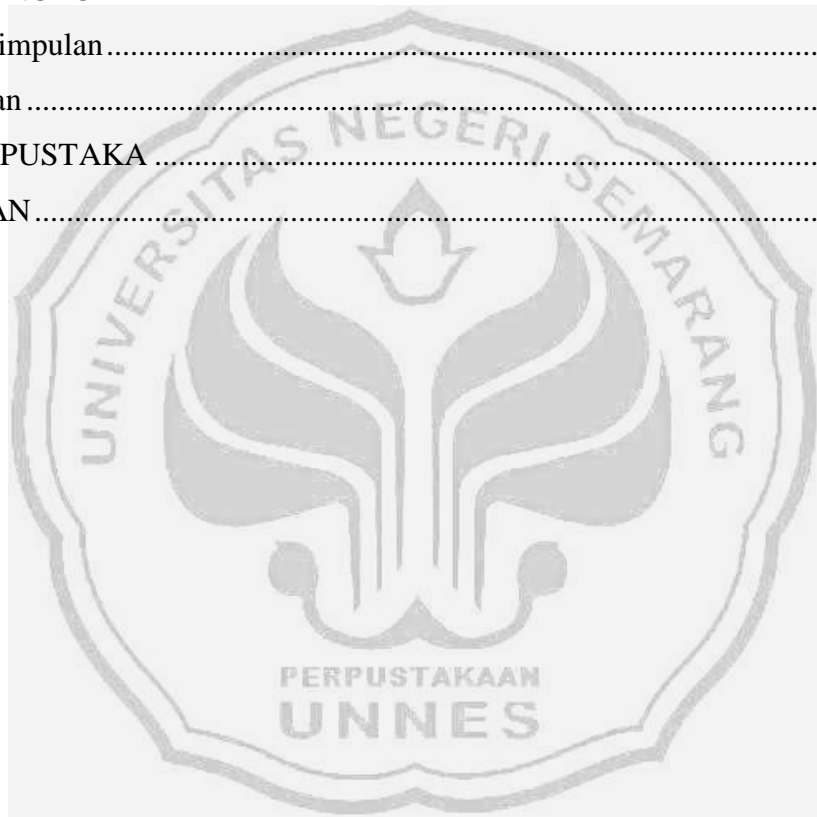 impulan........................................................................................................
an........................................................................................................
PUSTAKA........................................................................................................
AN........................................................................................................
UNIVERSITAS NEGERI SEMARANG
PERPUSTAKAAN
UNNES